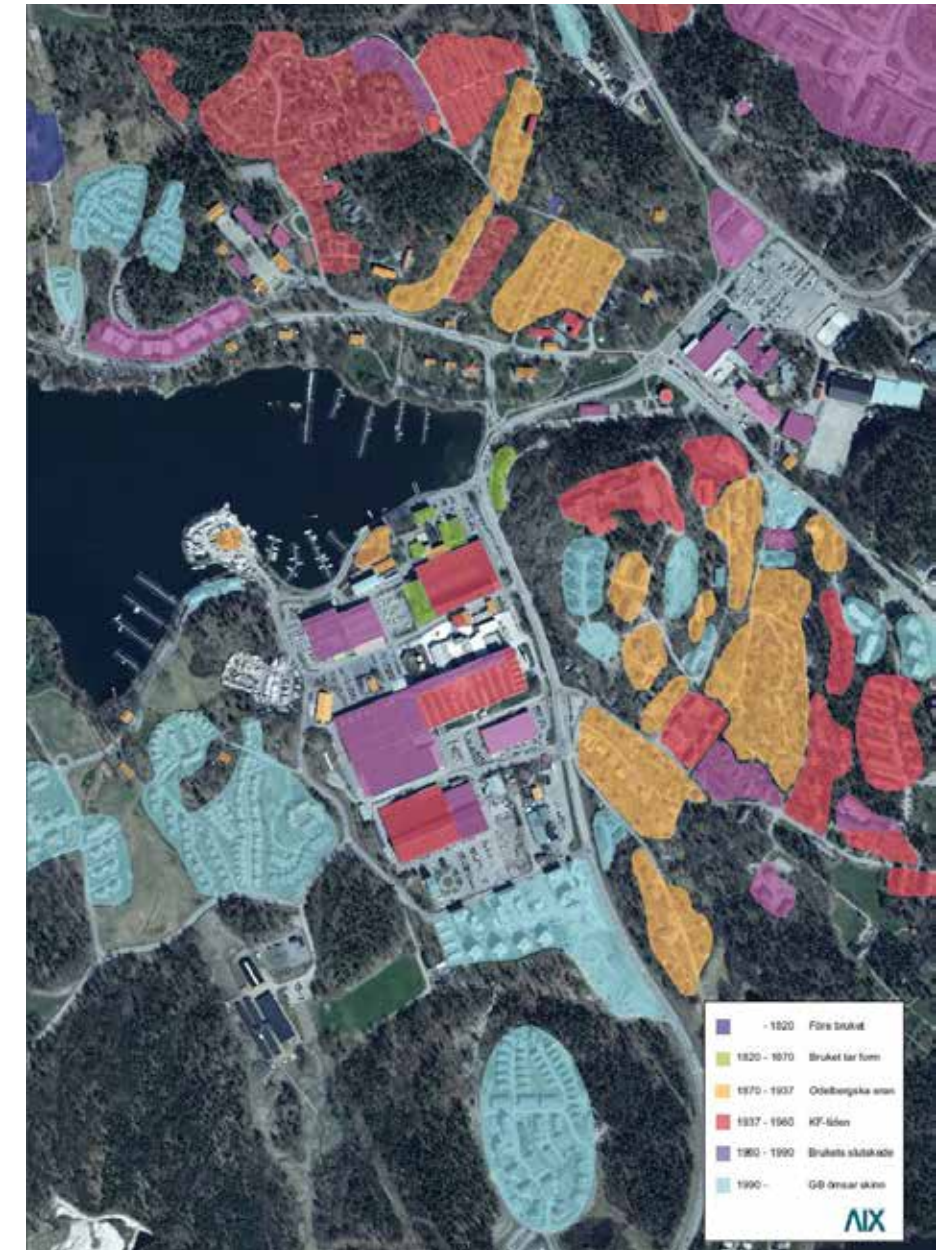 - 1820 Före bruket
1820 - 1870 Bruket tar form
1870 - 1937 Odelbergska eran
1937 - 1960 KF-tiden
1960 - 1990 Brukets slutskede
1990 - GB ömsar skinn
AIX